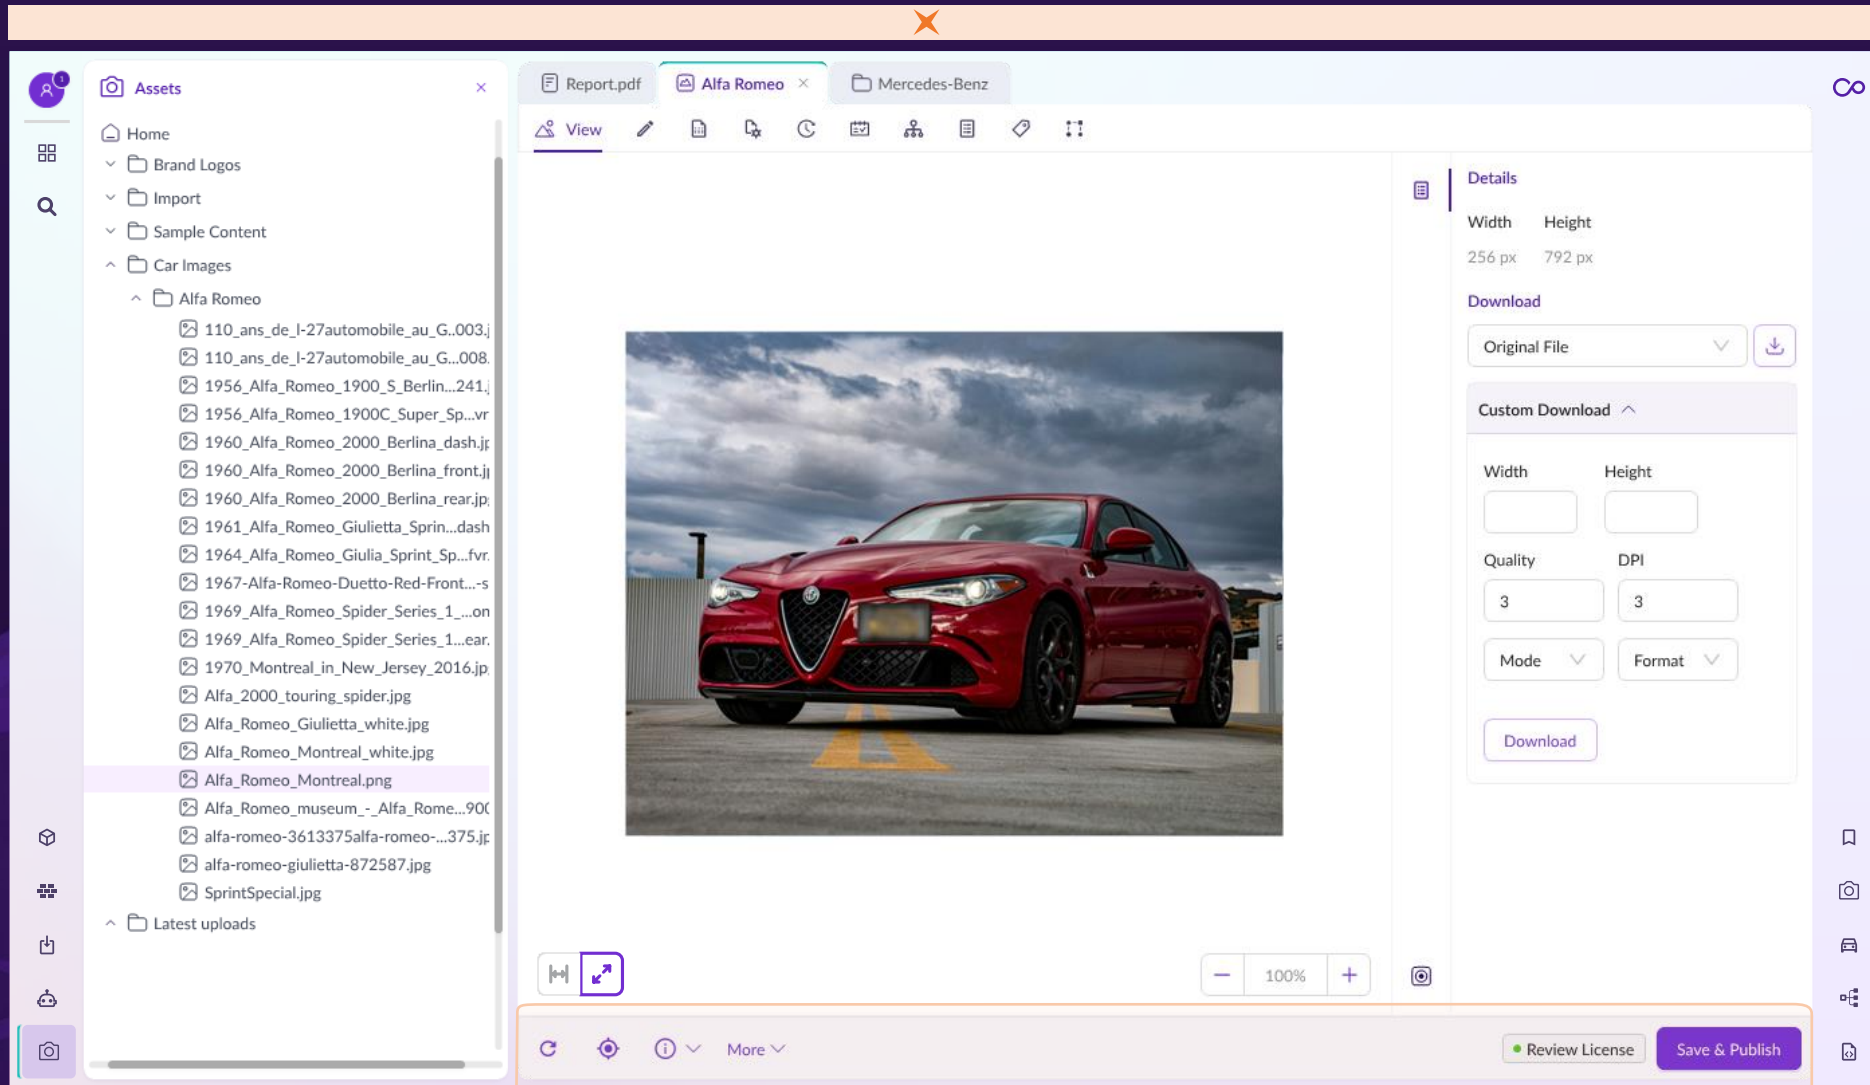 1
Assets
Home
Brand Logos
Import
Sample Content
Car Images
Alfa Romeo
110_ans_de_l-27automobile_au_G..003.j
110_ans_de_l-27automobile_au_G...008.
1956_Alfa_Romeo_1900_S_Berlin...241.j
1956_Alfa_Romeo_1900C_Super_Sp...vr
1960_Alfa_Romeo_2000_Berlina_dash.jp
1960_Alfa_Romeo_2000_Berlina_front.j
1960_Alfa_Romeo_2000_Berlina_rear.jp
1961_Alfa_Romeo_Giulietta_Sprin...dash
1964_Alfa_Romeo_Giulia_Sprint_Sp...fvr.
1967-Alfa-Romeo-Duetto-Red-Front...-s
1969_Alfa_Romeo_Spider_Series_1_...on
1969_Alfa_Romeo_Spider_Series_1...ear.
1970_Montreal_in_New_Jersey_2016.jp
Alfa_2000_touring_spider.jpg
Alfa_Romeo_Giulietta_white.jpg
Alfa_Romeo_Montreal_white.jpg
Alfa_Romeo_Montreal.png
Alfa_Romeo_museum_-_Alfa_Rome...900
alfa-romeo-3613375alfa-romeo-...375.jp
alfa-romeo-giulietta-872587.jpg
SprintSpecial.jpg
Latest uploads
Report.pdf
Alfa Romeo
Mercedes-Benz
View
100%
Details
Width Height
256 px 792 px
Download
Original File
Custom Download
Width Height
Quality DPI
3 3
Mode Format
Download
More
Review License
Save & Publish